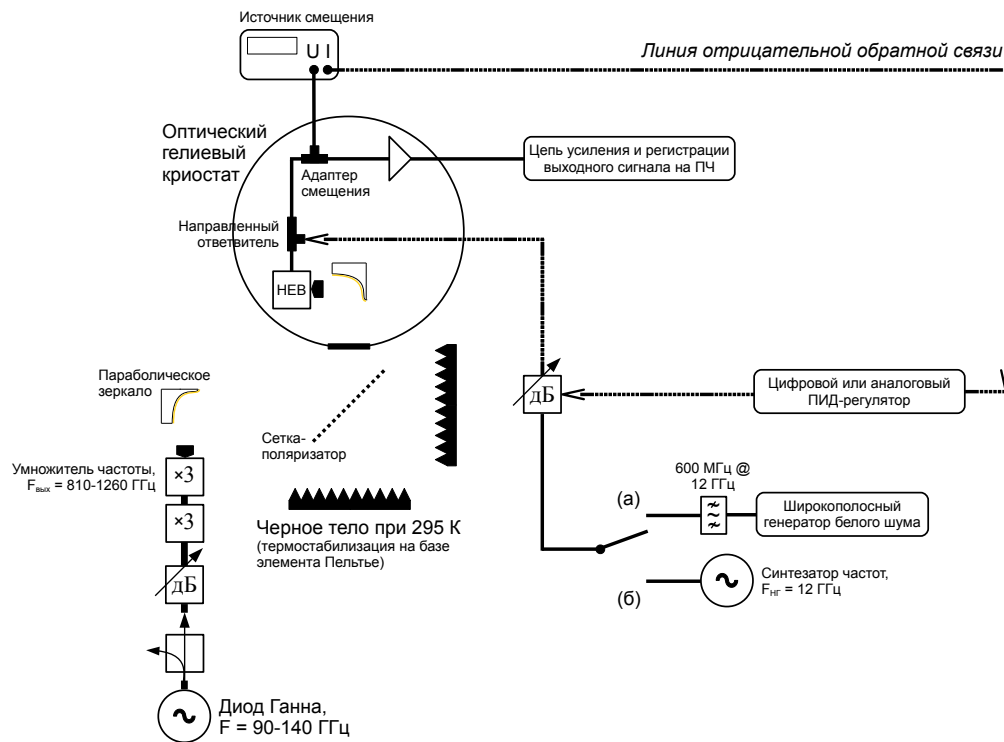 Источник смещения
U I
Линия отрицательной обратной связи
Оптический
гелиевый
криостат
Адаптер
смещения
Цепь усиления и регистрации
выходного сигнала на ПЧ
Направленный
ответвитель
НЕВ
Параболическое
зеркало
Сетка-
поляризатор
дБ
Цифровой или аналоговый
ПИД-регулятор
Умножитель частоты,
Fвых = 810-1260 ГГц
×3
×3
дБ
Черное тело при 295 К
(термостабилизация на базе
элемента Пельтье)
600 МГц @
12 ГГц
(а)
Широкополосный
генератор белого шума
(б)
Синтезатор частот,
FНГ = 12 ГГц
Диод Ганна,
F = 90-140 ГГц